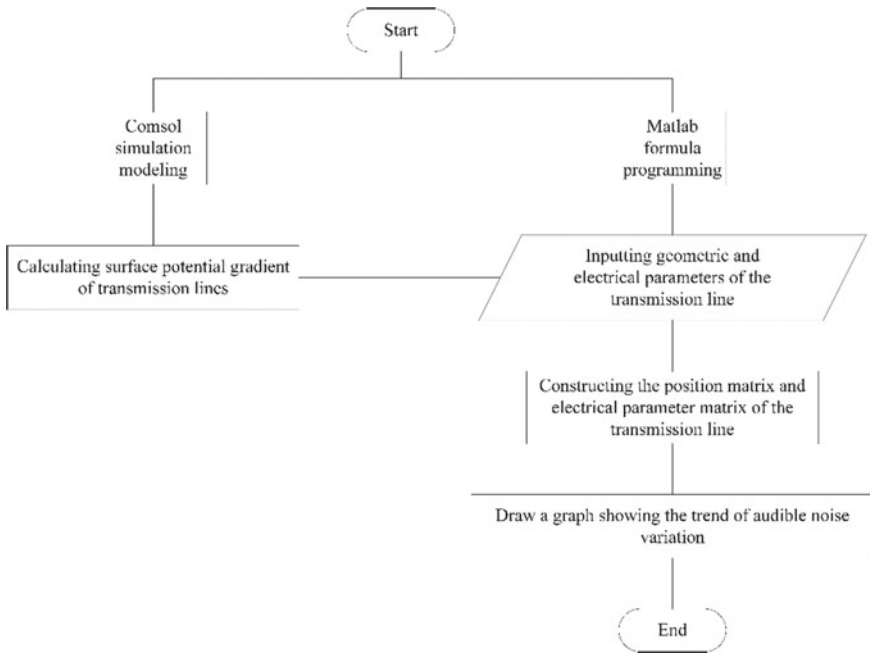 Start
Comsol
simulation
modeling
Matlab
formula
programming
Calculating surface potential gradient
of transmission lines
Inputting geometric and
electrical parameters of the
transmission line
Constructing the position matrix and
electrical parameter matrix of the
transmission line
Draw a graph showing the trend of audible noise
variation
End